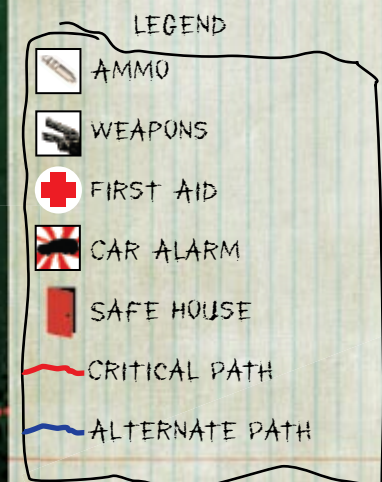 LEGEND
AMMO
WEAPONS
FIRST AID
CAR ALARM
SAFE HOUSE
CRITICAL PATH
ALTERNATE PATH